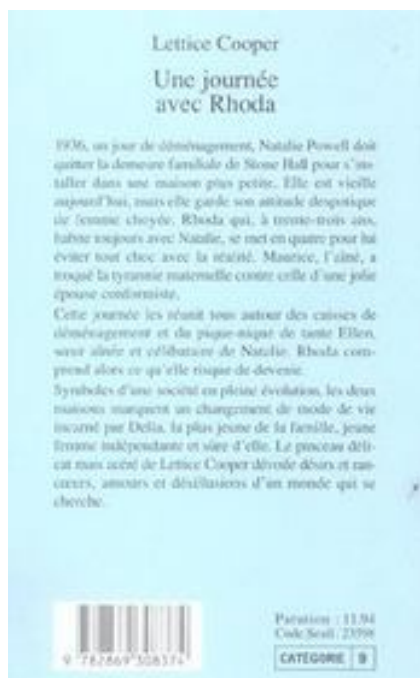 Lettice Cooper
Une journée
avec Rhoda
1936, un jour de déménagement, Natalie Powell doit
quitter la demeure familiale de Stone Hall pour s'ins-
taller dans une maison plus petite. Elle est vieille
aujourd'hui, mais elle garde son attitude despotique
de femme choyée. Rhoda qui, à trente-trois ans,
habite toujours avec Natalie, se met en quatre pour lui
éviter tout choc avec la réalité. Maurice, l'aîné, a
troqué la tyrannie maternelle contre celle d'une jolie
épouse conformiste.
Cette journée les réunit tous autour des caisses de
déménagement et du pique-nique de tante Ellen,
sœur aînée et célibataire de Natalie. Rhoda com-
prend alors ce qu'elle risque de devenir.
Symboles d'une société en pleine évolution, les deux
maisons marquent un changement de mode de vie
incarné par Delia, la plus jeune de la famille, jeune
femme indépendante et sûre d'elle. Le pinceau déli-
cat mais acéré de Lettice Cooper dévoile désirs et ran-
cœurs, amours et désillusions d'un monde qui se
cherche.
Parution : 11.94
Code Seuil : 23598
9 782869 308374
CATÉGORIE 9